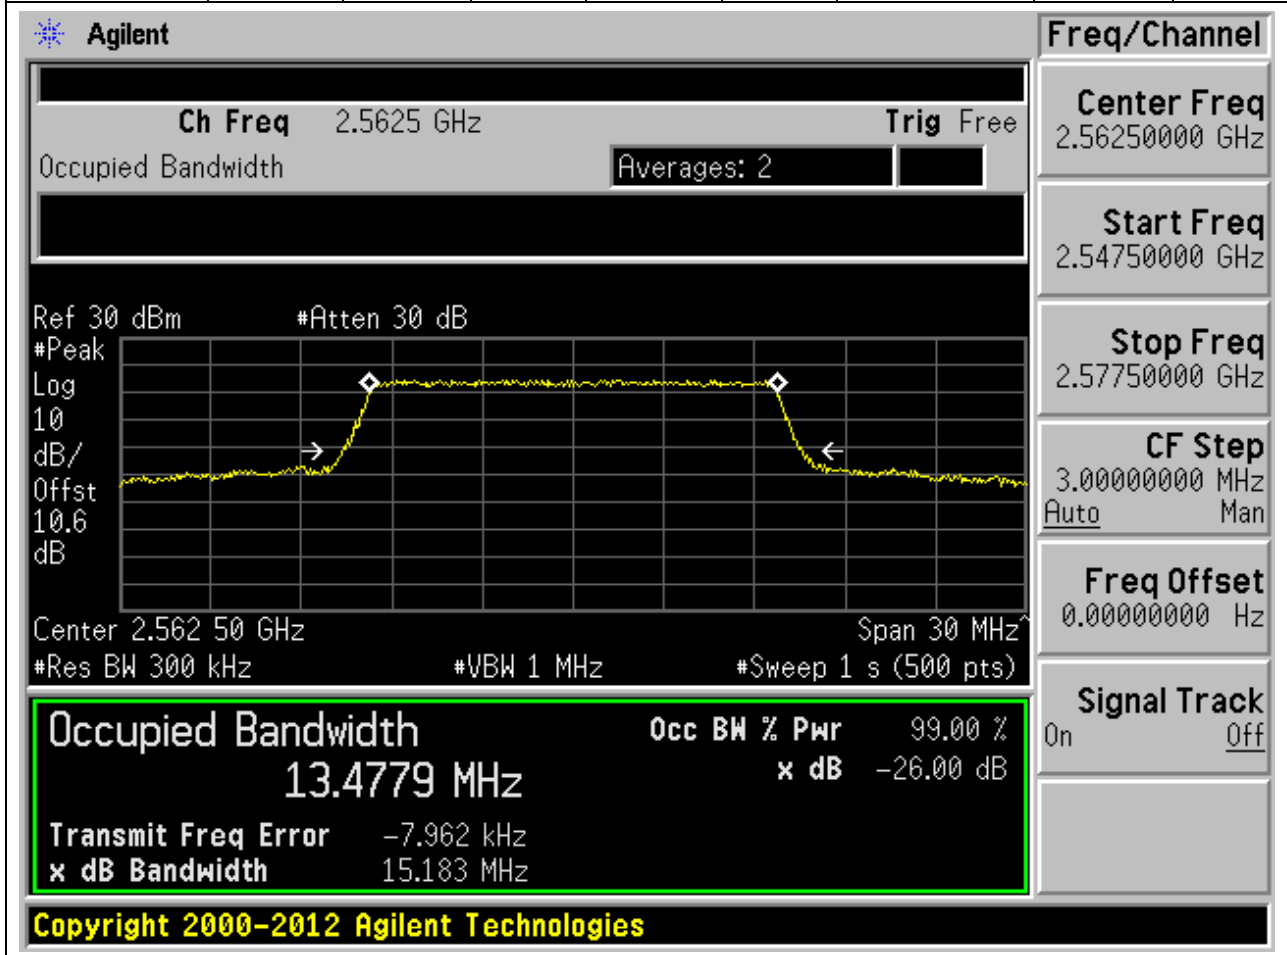 Agilent
Freq/Channel
Ch Freq 2.5625 GHz Trig Free
Occupied Bandwidth Averages: 2
Center Freq
2.56250000 GHz
Start Freq
2.54750000 GHz
Stop Freq
2.57750000 GHz
CF Step
3.00000000 MHz
Auto Man
Freq Offset
0.00000000 Hz
Signal Track
On Off
Ref 30 dBm #Atten 30 dB
#Peak
Log
10
dB/
Offst
10.6
dB
Center 2.562 50 GHz Span 30 MHz^
#Res BW 300 kHz #VBW 1 MHz #Sweep 1 s (500 pts)
Occupied Bandwidth Occ BW % Pwr 99.00 %
13.4779 MHz x dB -26.00 dB
Transmit Freq Error -7.962 kHz
x dB Bandwidth 15.183 MHz
Copyright 2000-2012 Agilent Technologies